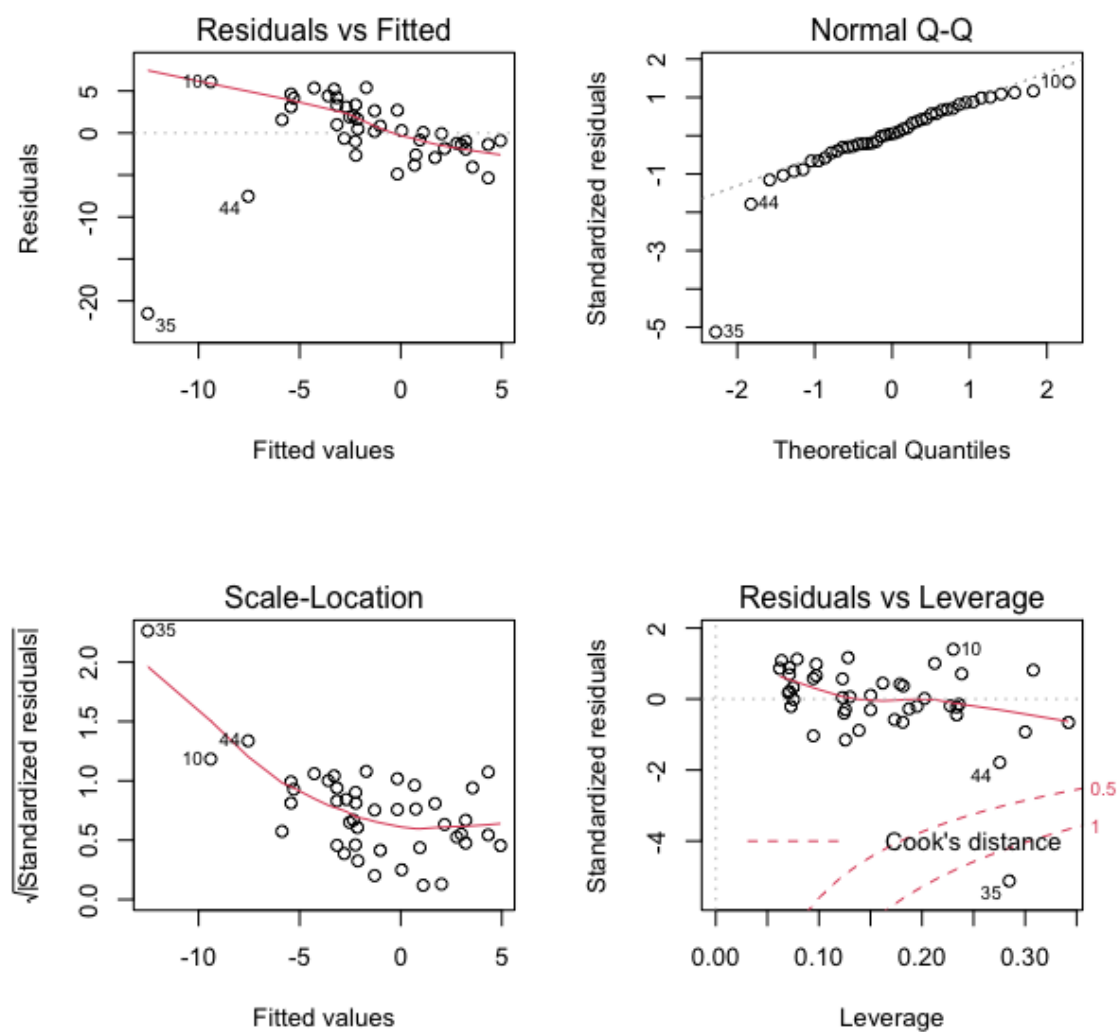 Residuals vs Fitted
Residuals
5
0
-10
-20
10
44
35
-10 -5 0 5
Fitted values
Normal Q-Q
Standardized residuals
2
1
-1
-3
-5
10
44
35
-2 -1 0 1 2
Theoretical Quantiles
Scale-Location
√|Standardized residuals|
2.0
1.5
1.0
0.5
0.0
35
44
10
-10 -5 0 5
Fitted values
Residuals vs Leverage
Standardized residuals
2
0
-2
-4
10
44
0.5
Cook's distance
1
35
0.00 0.10 0.20 0.30
Leverage